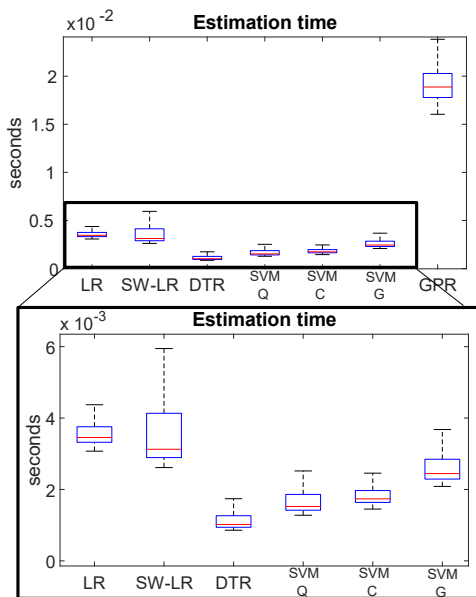 Estimation time
x 10^-2
2
1.5
1
0.5
0
seconds
LR SW-LR DTR SVM Q SVM C SVM G GPR
Estimation time
x 10^-3
6
4
2
0
seconds
LR SW-LR DTR SVM Q SVM C SVM G